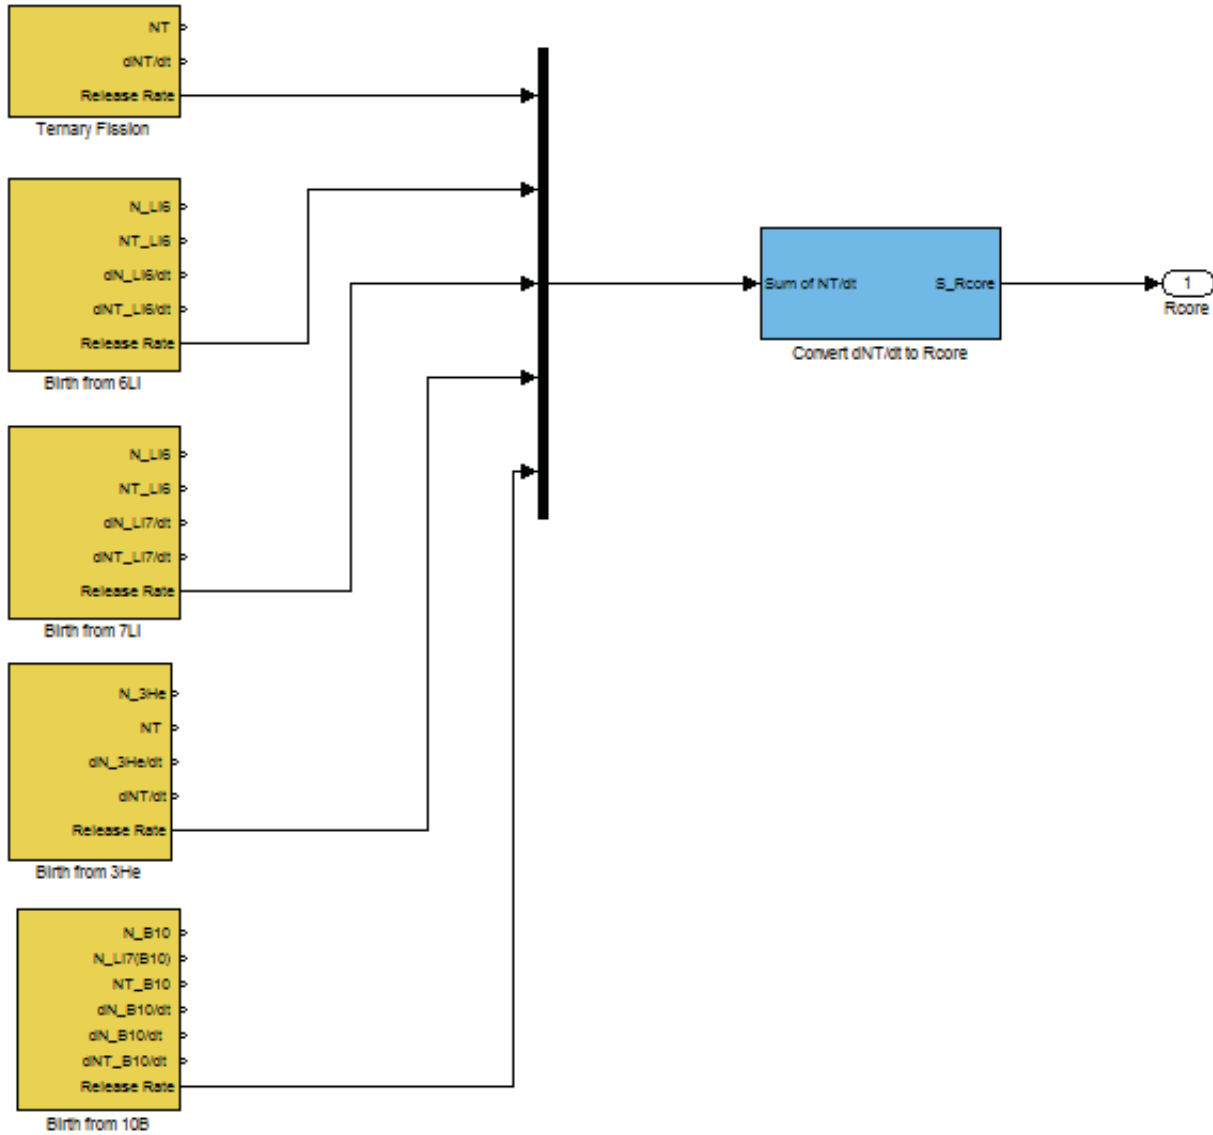 NT
dNT/dt
Release Rate
Ternary Fission
N_Li6
NT_Li6
dN_Li6/dt
dNT_Li6/dt
Release Rate
Birth from 6Li
N_Li6
NT_Li6
dN_Li7/dt
dNT_Li7/dt
Release Rate
Birth from 7Li
N_3He
NT
dN_3He/dt
dNT/dt
Release Rate
Birth from 3He
N_B10
N_Li7(B10)
NT_B10
dN_B10/dt
dN_B10/dt
dNT_B10/dt
Release Rate
Birth from 10B
Sum of NT/dt S_Rcore
Convert dNT/dt to Rcore
1
Rcore